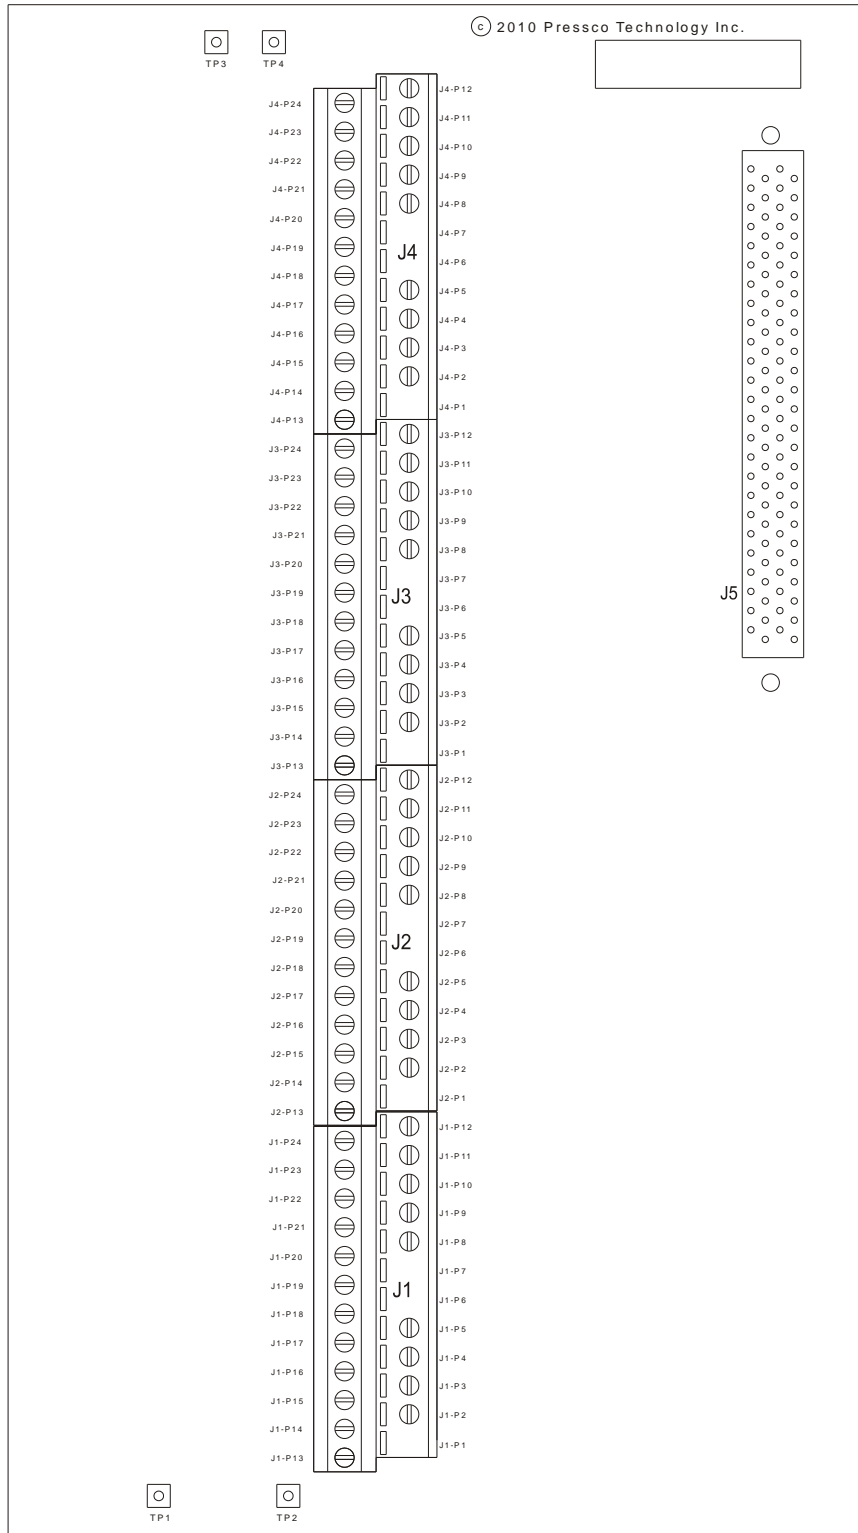 © 2010 Pressco Technology Inc.
TP3
TP4
J4-P24
J4-P23
J4-P22
J4-P21
J4-P20
J4-P19
J4-P18
J4-P17
J4-P16
J4-P15
J4-P14
J4-P13
J3-P24
J3-P23
J3-P22
J3-P21
J3-P20
J3-P19
J3-P18
J3-P17
J3-P16
J3-P15
J3-P14
J3-P13
J2-P24
J2-P23
J2-P22
J2-P21
J2-P20
J2-P19
J2-P18
J2-P17
J2-P16
J2-P15
J2-P14
J2-P13
J1-P24
J1-P23
J1-P22
J1-P21
J1-P20
J1-P19
J1-P18
J1-P17
J1-P16
J1-P15
J1-P14
J1-P13
J4
J3
J2
J1
J4-P12
J4-P11
J4-P10
J4-P9
J4-P8
J4-P7
J4-P6
J4-P5
J4-P4
J4-P3
J4-P2
J4-P1
J3-P12
J3-P11
J3-P10
J3-P9
J3-P8
J3-P7
J3-P6
J3-P5
J3-P4
J3-P3
J3-P2
J3-P1
J2-P12
J2-P11
J2-P10
J2-P9
J2-P8
J2-P7
J2-P6
J2-P5
J2-P4
J2-P3
J2-P2
J2-P1
J1-P12
J1-P11
J1-P10
J1-P9
J1-P8
J1-P7
J1-P6
J1-P5
J1-P4
J1-P3
J1-P2
J1-P1
J5
TP1
TP2